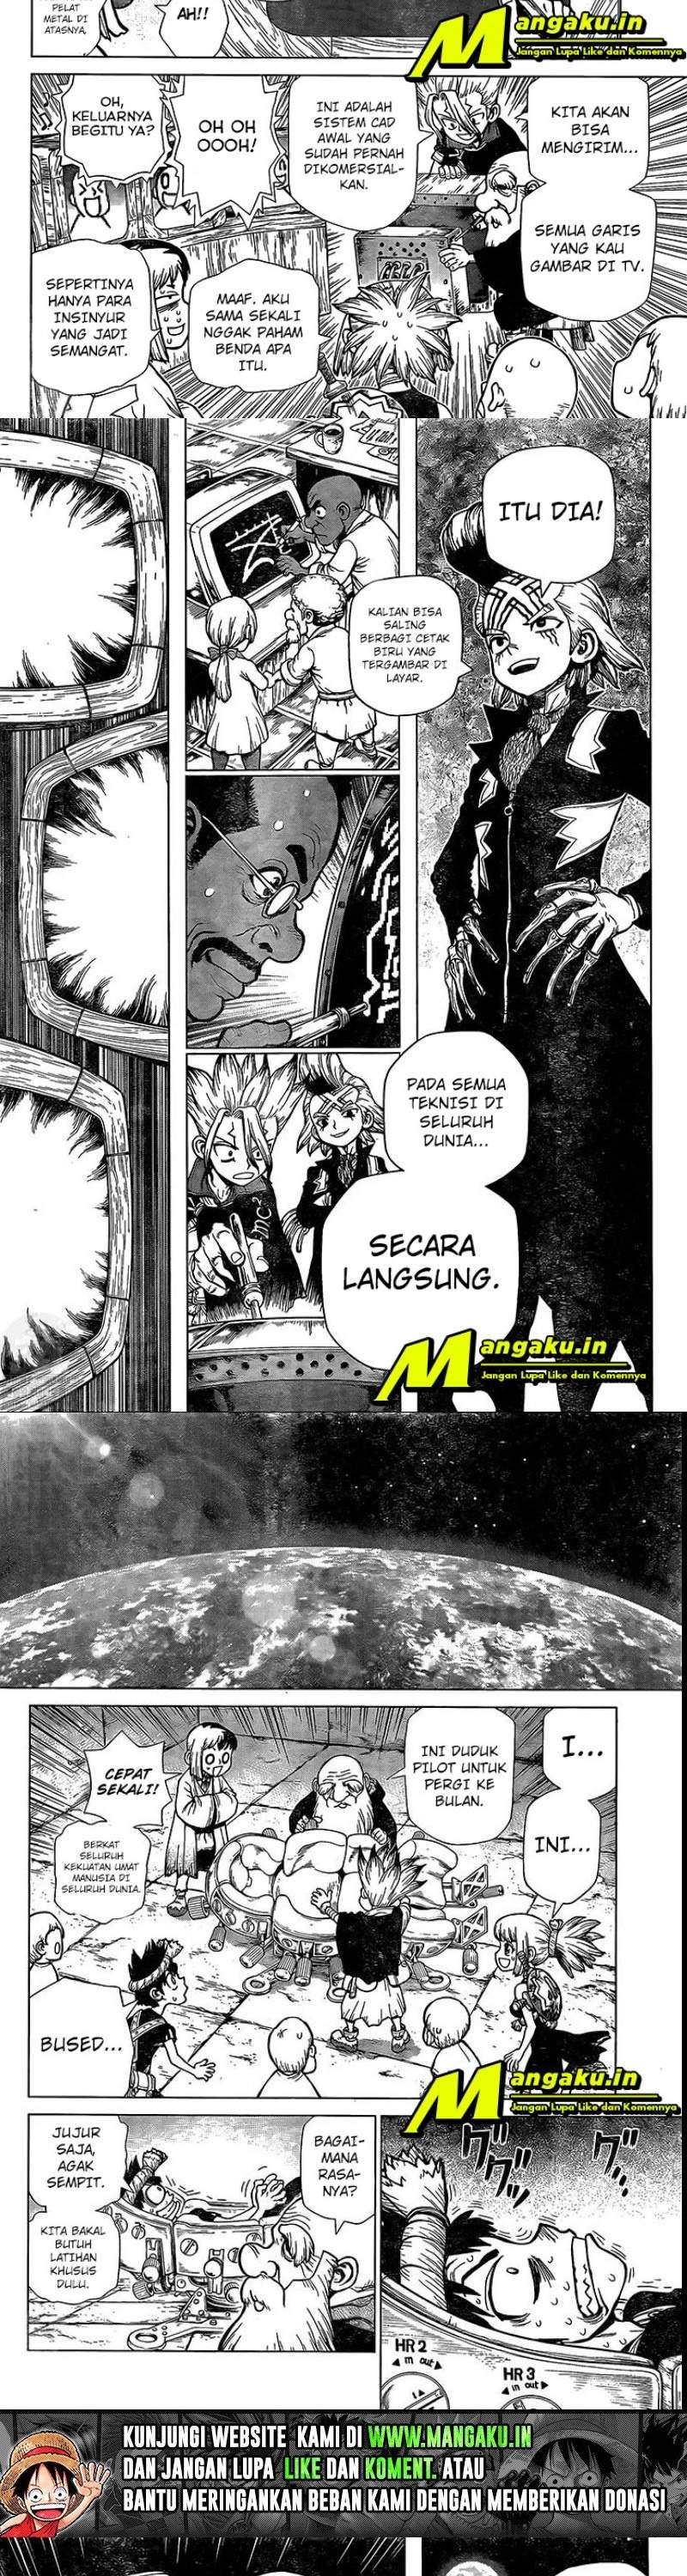 PELAT
METAL DI
ATASNYA,
AH!!
Mangaku.in
Jangan Lupa Like dan Komennya
KITA AKAN
BISA
MENGIRIM...
SEMUA GARIS
YANG KAU
GAMBAR DI TV.
INI ADALAH
SISTEM CAD
AWAL YANG
SUDAH PERNAH
DIKOMERSIAL-
KAN.
OH OH
OOOH!
OH,
KELUARNYA
BEGITU YA?
MAAF. AKU
SAMA SEKALI
NGGAK PAHAM
BENDA APA
ITU.
SEPERTINYA
HANYA PARA
INSINYUR
YANG JADI
SEMANGAT.
ITU DIA!
KALIAN BISA
SALING
BERBAGI CETAK
BIRU YANG
TERGAMBAR DI
LAYAR.
PADA SEMUA
TEKNISI DI
SELURUH
DUNIA...
SECARA
LANGSUNG.
mc²
Mangaku.in
Jangan Lupa Like dan Komennya
I...
INI...
INI DUDUK
PILOT UNTUK
PERGI KE
BULAN.
CEPAT
SEKALI!
BERKAT
SELURUH
KEKUATAN UMAT
MANUSIA DI
SELURUH DUNIA.
BUSED...
Mangaku.in
Jangan Lupa Like dan Komennya
BAGAI-
MANA
RASA-
NYA?
JUJUR
SAJA,
AGAK
SEMPIT.
KITA BAKAL
BUTUH
LATIHAN
KHUSUS
DULU.
HR 2
in out
HR 3
in out
KUNJUNGI WEBSITE KAMI DI WWW.MANGAKU.IN
DAN JANGAN LUPA LIKE DAN KOMENT. ATAU
BANTU MERINGANKAN BEBAN KAMI DENGAN MEMBERIKAN DONASI